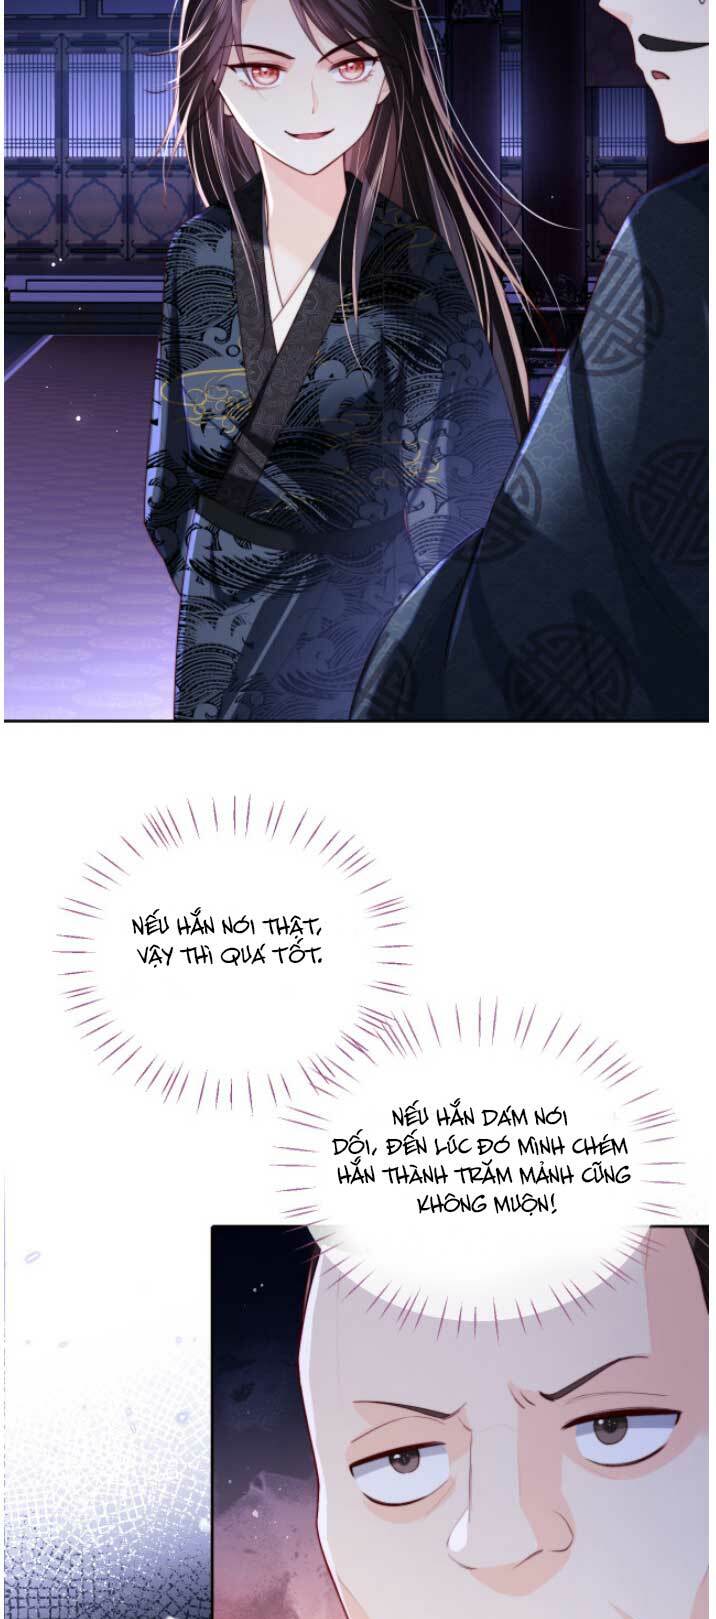 NẾU HẮN NÓI THẬT,
VẬY THÌ QUÁ TỐT.
NẾU HẮN DÁM NÓI
DỐI, ĐẾN LÚC ĐÓ MÌNH CHÉM
HẮN THÀNH TRĂM MẢNH CŨNG
KHÔNG MUỘN!